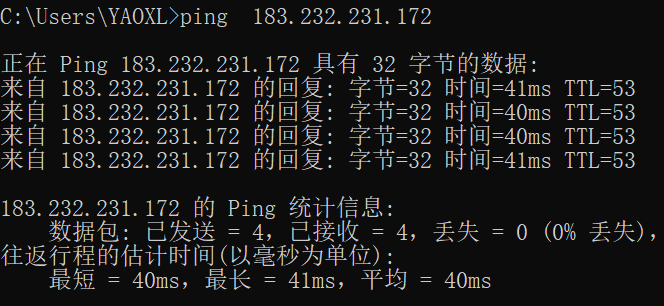 C:\Users\YAOXL>ping  183.232.231.172
正在 Ping 183.232.231.172 具有 32 字节的数据:
来自 183.232.231.172 的回复: 字节=32 时间=41ms TTL=53
来自 183.232.231.172 的回复: 字节=32 时间=40ms TTL=53
来自 183.232.231.172 的回复: 字节=32 时间=40ms TTL=53
来自 183.232.231.172 的回复: 字节=32 时间=41ms TTL=53
183.232.231.172 的 Ping 统计信息:
数据包: 已发送 = 4，已接收 = 4，丢失 = 0 (0% 丢失)，
往返行程的估计时间(以毫秒为单位):
最短 = 40ms，最长 = 41ms，平均 = 40ms